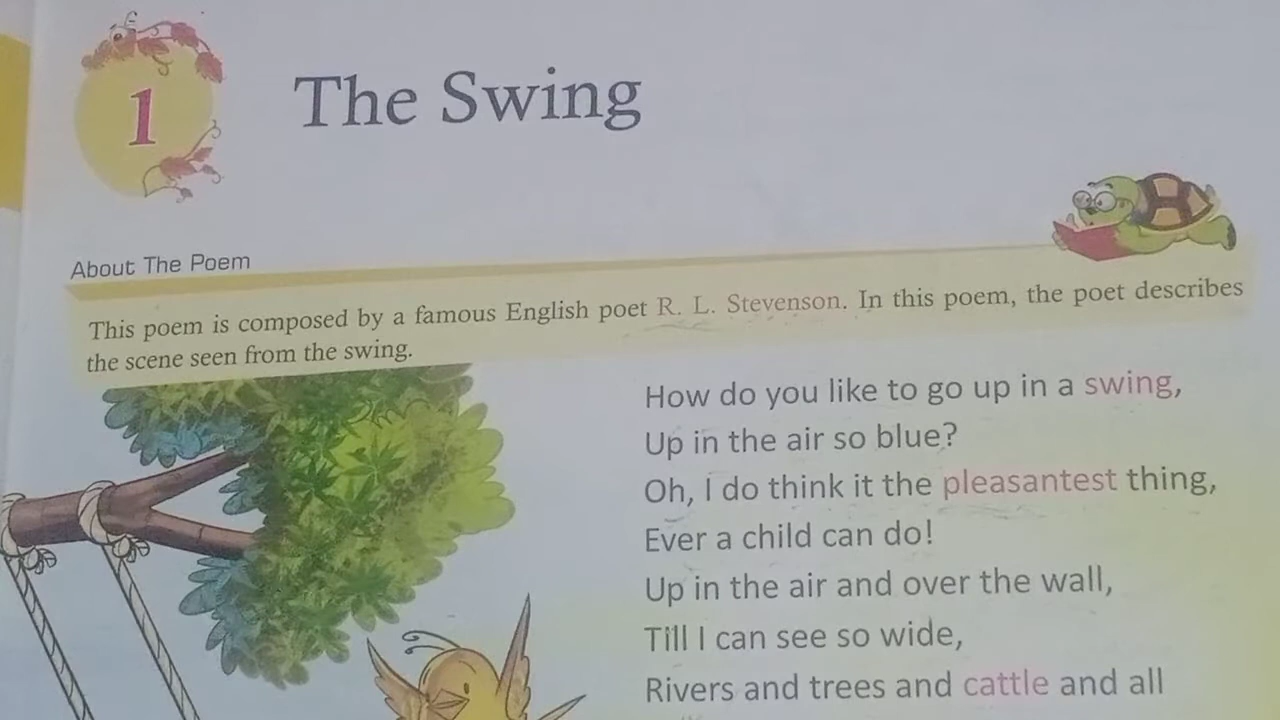 1
The Swing
About The Poem
This poem is composed by a famous English poet R. L. Stevenson. In this poem, the poet describes
the scene seen from the swing.
How do you like to go up in a swing,
Up in the air so blue?
Oh, I do think it the pleasantest thing,
Ever a child can do!
Up in the air and over the wall,
Till I can see so wide,
Rivers and trees and cattle and all